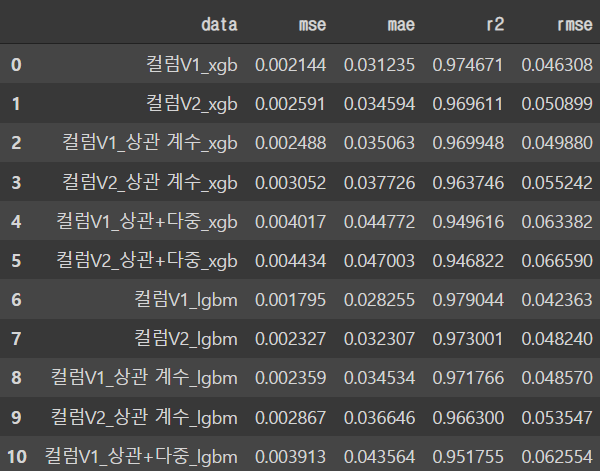 data mse mae r2 rmse
0 컬럼V1_xgb 0.002144 0.031235 0.974671 0.046308
1 컬럼V2_xgb 0.002591 0.034594 0.969611 0.050899
2 컬럼V1_상관 계수_xgb 0.002488 0.035063 0.969948 0.049880
3 컬럼V2_상관 계수_xgb 0.003052 0.037726 0.963746 0.055242
4 컬럼V1_상관+다중_xgb 0.004017 0.044772 0.949616 0.063382
5 컬럼V2_상관+다중_xgb 0.004434 0.047003 0.946822 0.066590
6 컬럼V1_lgbm 0.001795 0.028255 0.979044 0.042363
7 컬럼V2_lgbm 0.002327 0.032307 0.973001 0.048240
8 컬럼V1_상관 계수_lgbm 0.002359 0.034534 0.971766 0.048570
9 컬럼V2_상관 계수_lgbm 0.002867 0.036646 0.966300 0.053547
10 컬럼V1_상관+다중_lgbm 0.003913 0.043564 0.951755 0.062554